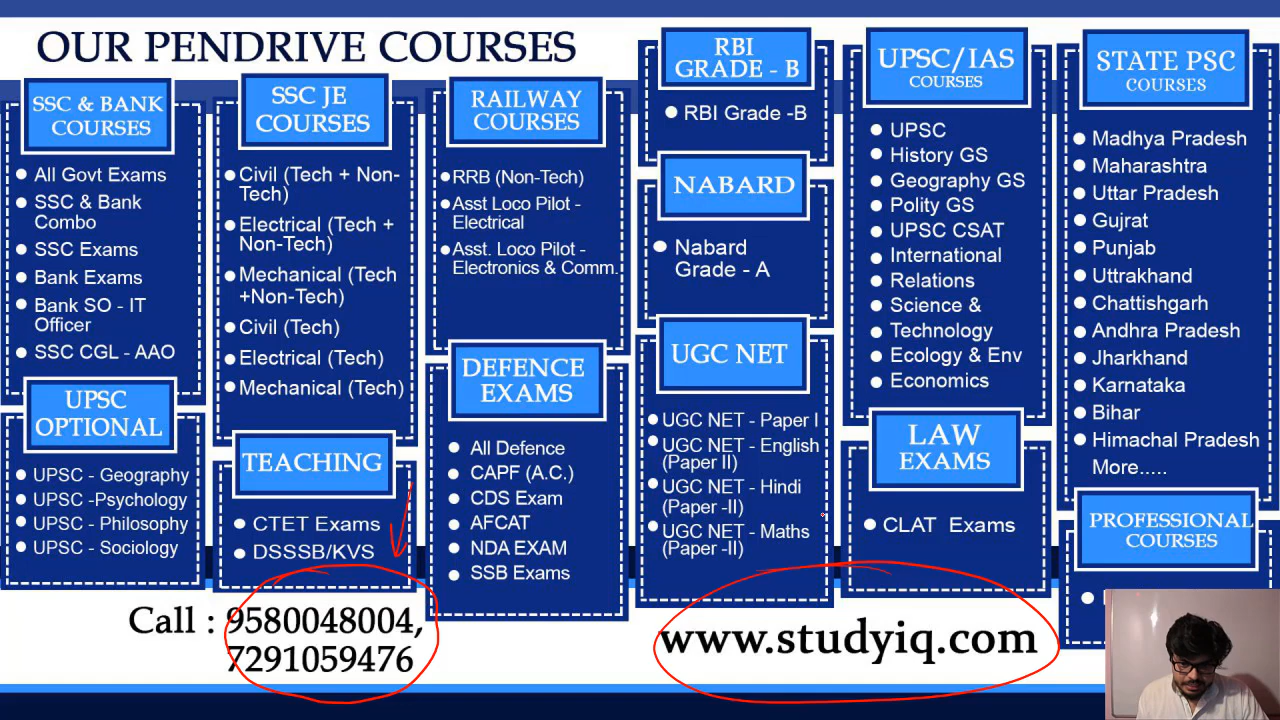 OUR PENDRIVE COURSES
SSC & BANK
COURSES
All Govt Exams
SSC & Bank
Combo
SSC Exams
Bank Exams
Bank SO - IT
Officer
SSC CGL - AAO
UPSC
OPTIONAL
UPSC - Geography
UPSC -Psychology
UPSC - Philosophy
UPSC - Sociology
SSC JE
COURSES
Civil (Tech + Non-
Tech)
Electrical (Tech +
Non-Tech)
Mechanical (Tech
+Non-Tech)
Civil (Tech)
Electrical (Tech)
Mechanical (Tech)
TEACHING
CTET Exams
DSSSB/KVS
RAILWAY
COURSES
RRB (Non-Tech)
Asst Loco Pilot -
Electrical
Asst. Loco Pilot -
Electronics & Comm.
DEFENCE
EXAMS
All Defence
CAPF (A.C.)
CDS Exam
AFCAT
NDA EXAM
SSB Exams
RBI
GRADE - B
RBI Grade -B
NABARD
Nabard
Grade - A
UGC NET
UGC NET - Paper I
UGC NET - English
(Paper II)
UGC NET - Hindi
(Paper -II)
UGC NET - Maths
(Paper -II)
UPSC/IAS
COURSES
UPSC
History GS
Geography GS
Polity GS
UPSC CSAT
International
Relations
Science &
Technology
Ecology & Env
Economics
LAW
EXAMS
CLAT Exams
STATE PSC
COURSES
Madhya Pradesh
Maharashtra
Uttar Pradesh
Gujrat
Punjab
Uttrakhand
Chattishgarh
Andhra Pradesh
Jharkhand
Karnataka
Bihar
Himachal Pradesh
More.....
PROFESSIONAL
COURSES
Call : 9580048004,
7291059476
www.studyiq.com